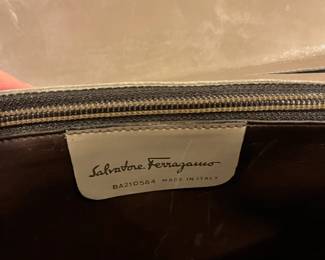 Salvatore Ferragamo
BA210564 MADE IN ITALY